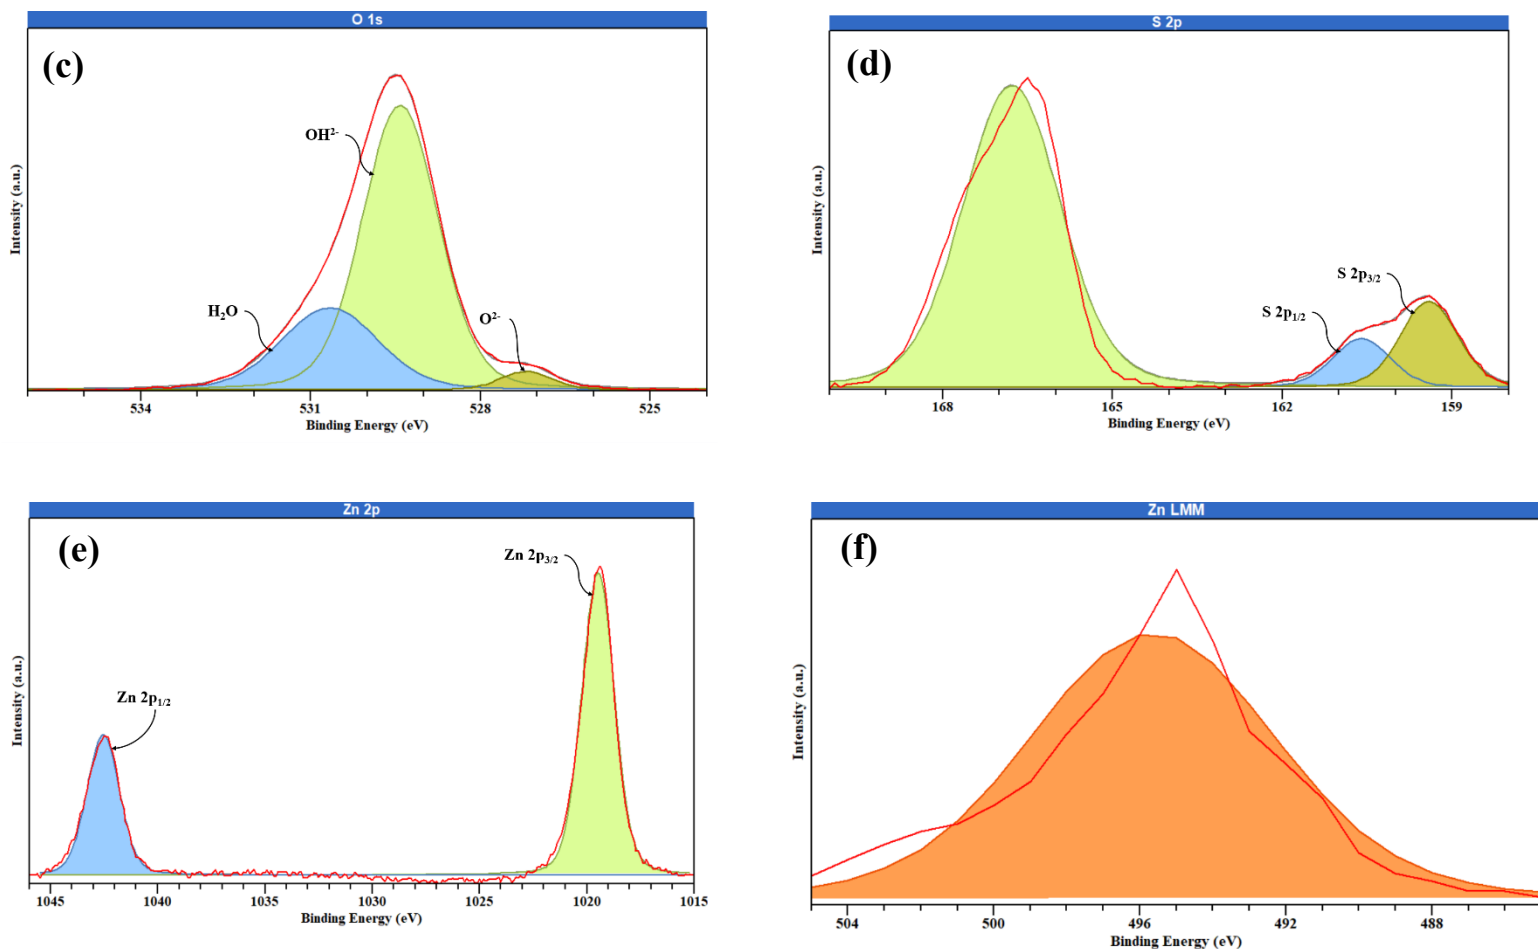 O 1s
(c)
OH²⁻
H₂O
O²⁻
Intensity (a.u.)
534 531 528 525
Binding Energy (eV)
S 2p
(d)
S 2p₃/₂
S 2p₁/₂
Intensity (a.u.)
168 165 162 159
Binding Energy (eV)
Zn 2p
(e)
Zn 2p₃/₂
Zn 2p₁/₂
Intensity (a.u.)
1045 1040 1035 1030 1025 1020 1015
Binding Energy (eV)
Zn LMM
(f)
Intensity (a.u.)
504 500 496 492 488
Binding Energy (eV)